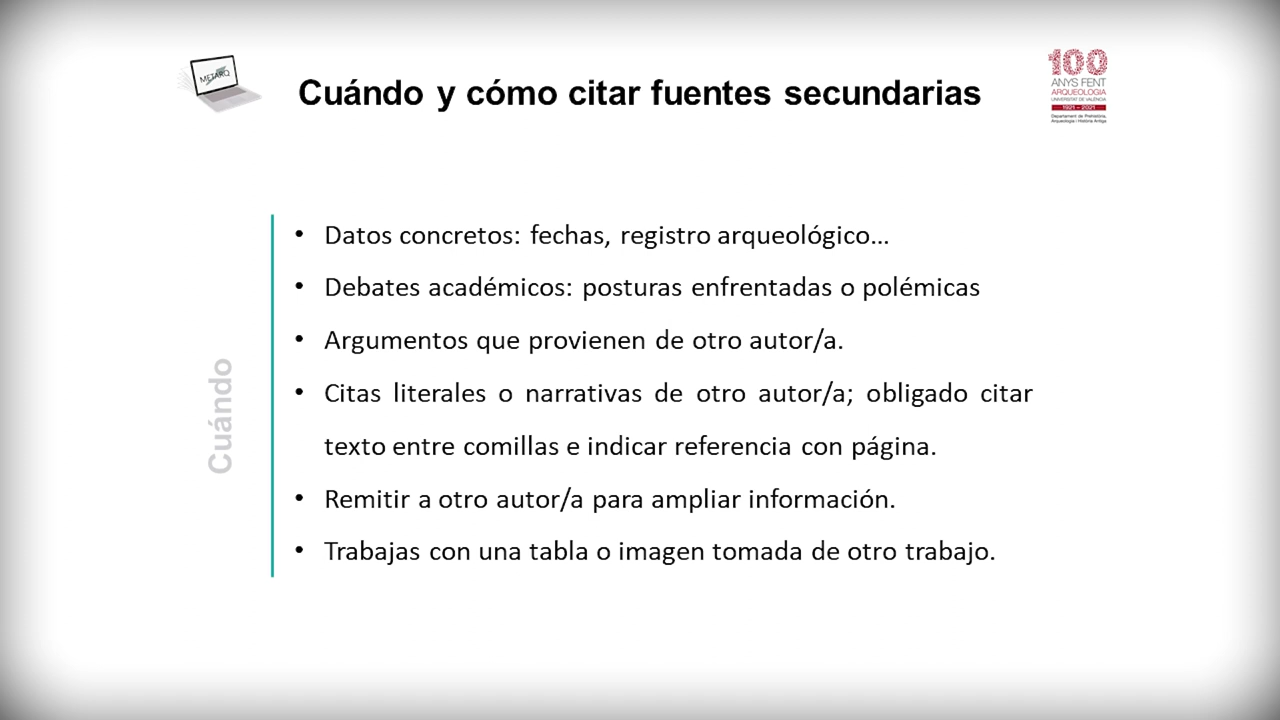 METARQ
Cuándo y cómo citar fuentes secundarias
100
ANYS FENT
ARQUEOLOGIA
UNIVERSITAT DE VALÈNCIA
1921 – 2021
Departament de Prehistòria,
Arqueologia i Història Antiga
Cuándo
• Datos concretos: fechas, registro arqueológico...
• Debates académicos: posturas enfrentadas o polémicas
• Argumentos que provienen de otro autor/a.
• Citas literales o narrativas de otro autor/a; obligado citar
texto entre comillas e indicar referencia con página.
• Remitir a otro autor/a para ampliar información.
• Trabajas con una tabla o imagen tomada de otro trabajo.